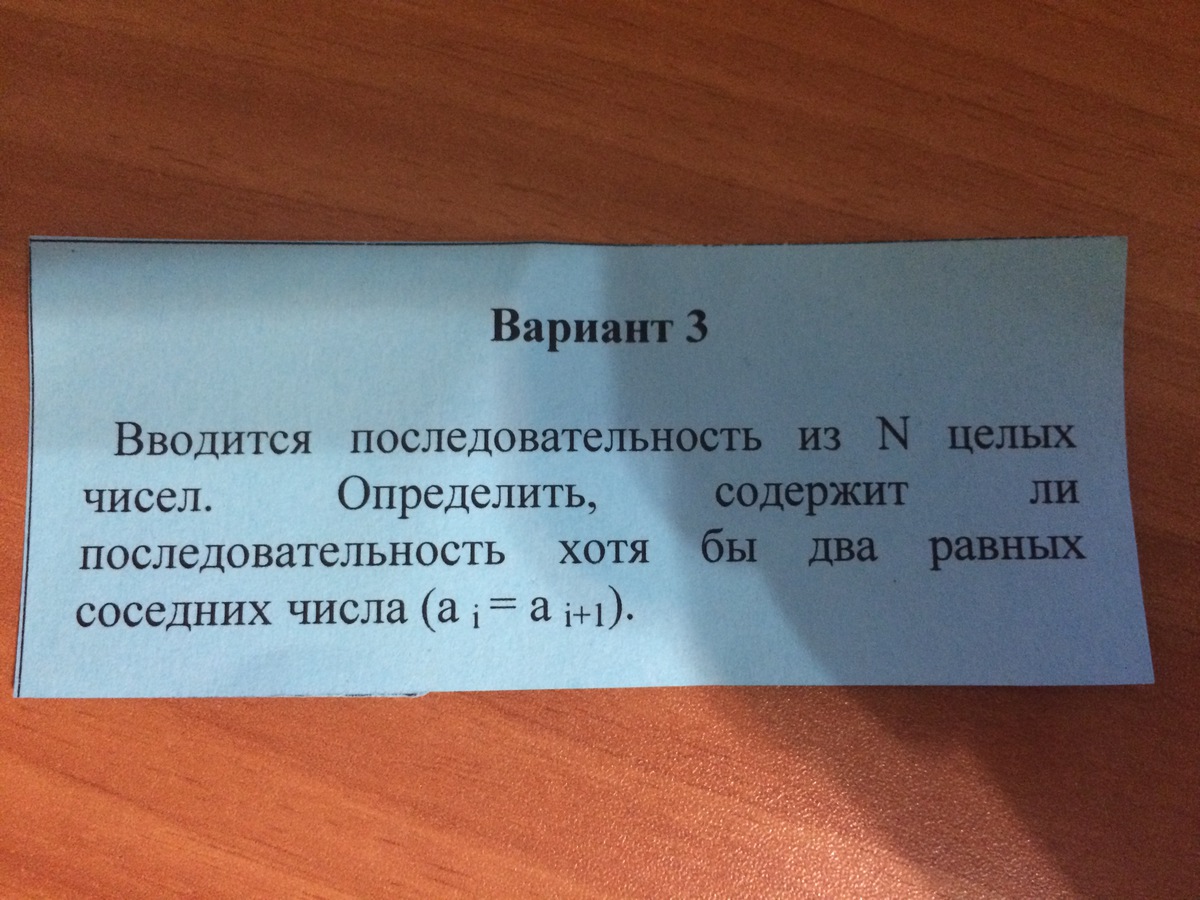 Вариант 3
Вводится последовательность из N целых
чисел. Определить, содержит ли
последовательность хотя бы два равных
соседних числа (a i = a i+1).